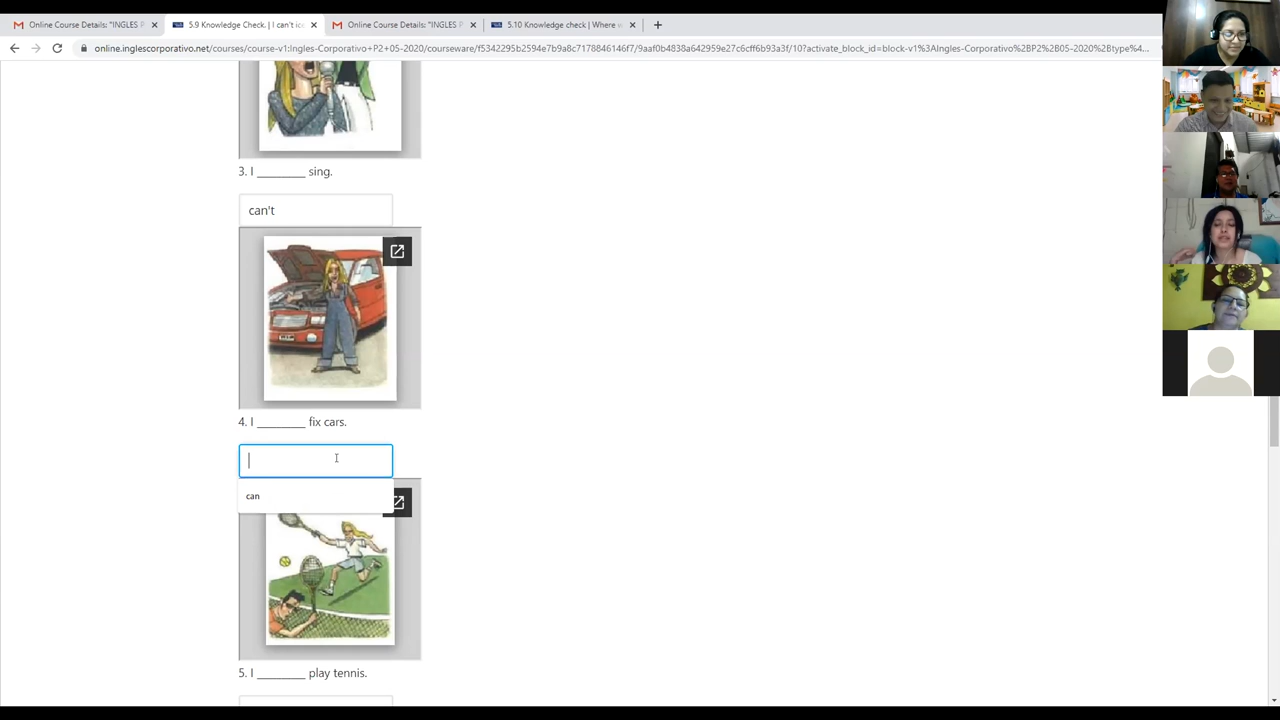 Online Course Details: "INGLES P
5.9 Knowledge Check. | I can't ice
Online Course Details: "INGLES P
5.10 Knowledge check | Where w
online.inglescorporativo.net/courses/course-v1:Ingles-Corporativo+P2+05-2020/courseware/f5342295b2594e7b9a8c7178846146f7/9aaf0b4838a642959e27c6cff6b93a3f/10?activate_block_id=block-v1%3AIngles-Corporativo%2BP2%2B05-2020%2Btype%4...
3. I ________ sing.
can't
4. I ________ fix cars.
can
5. I ________ play tennis.